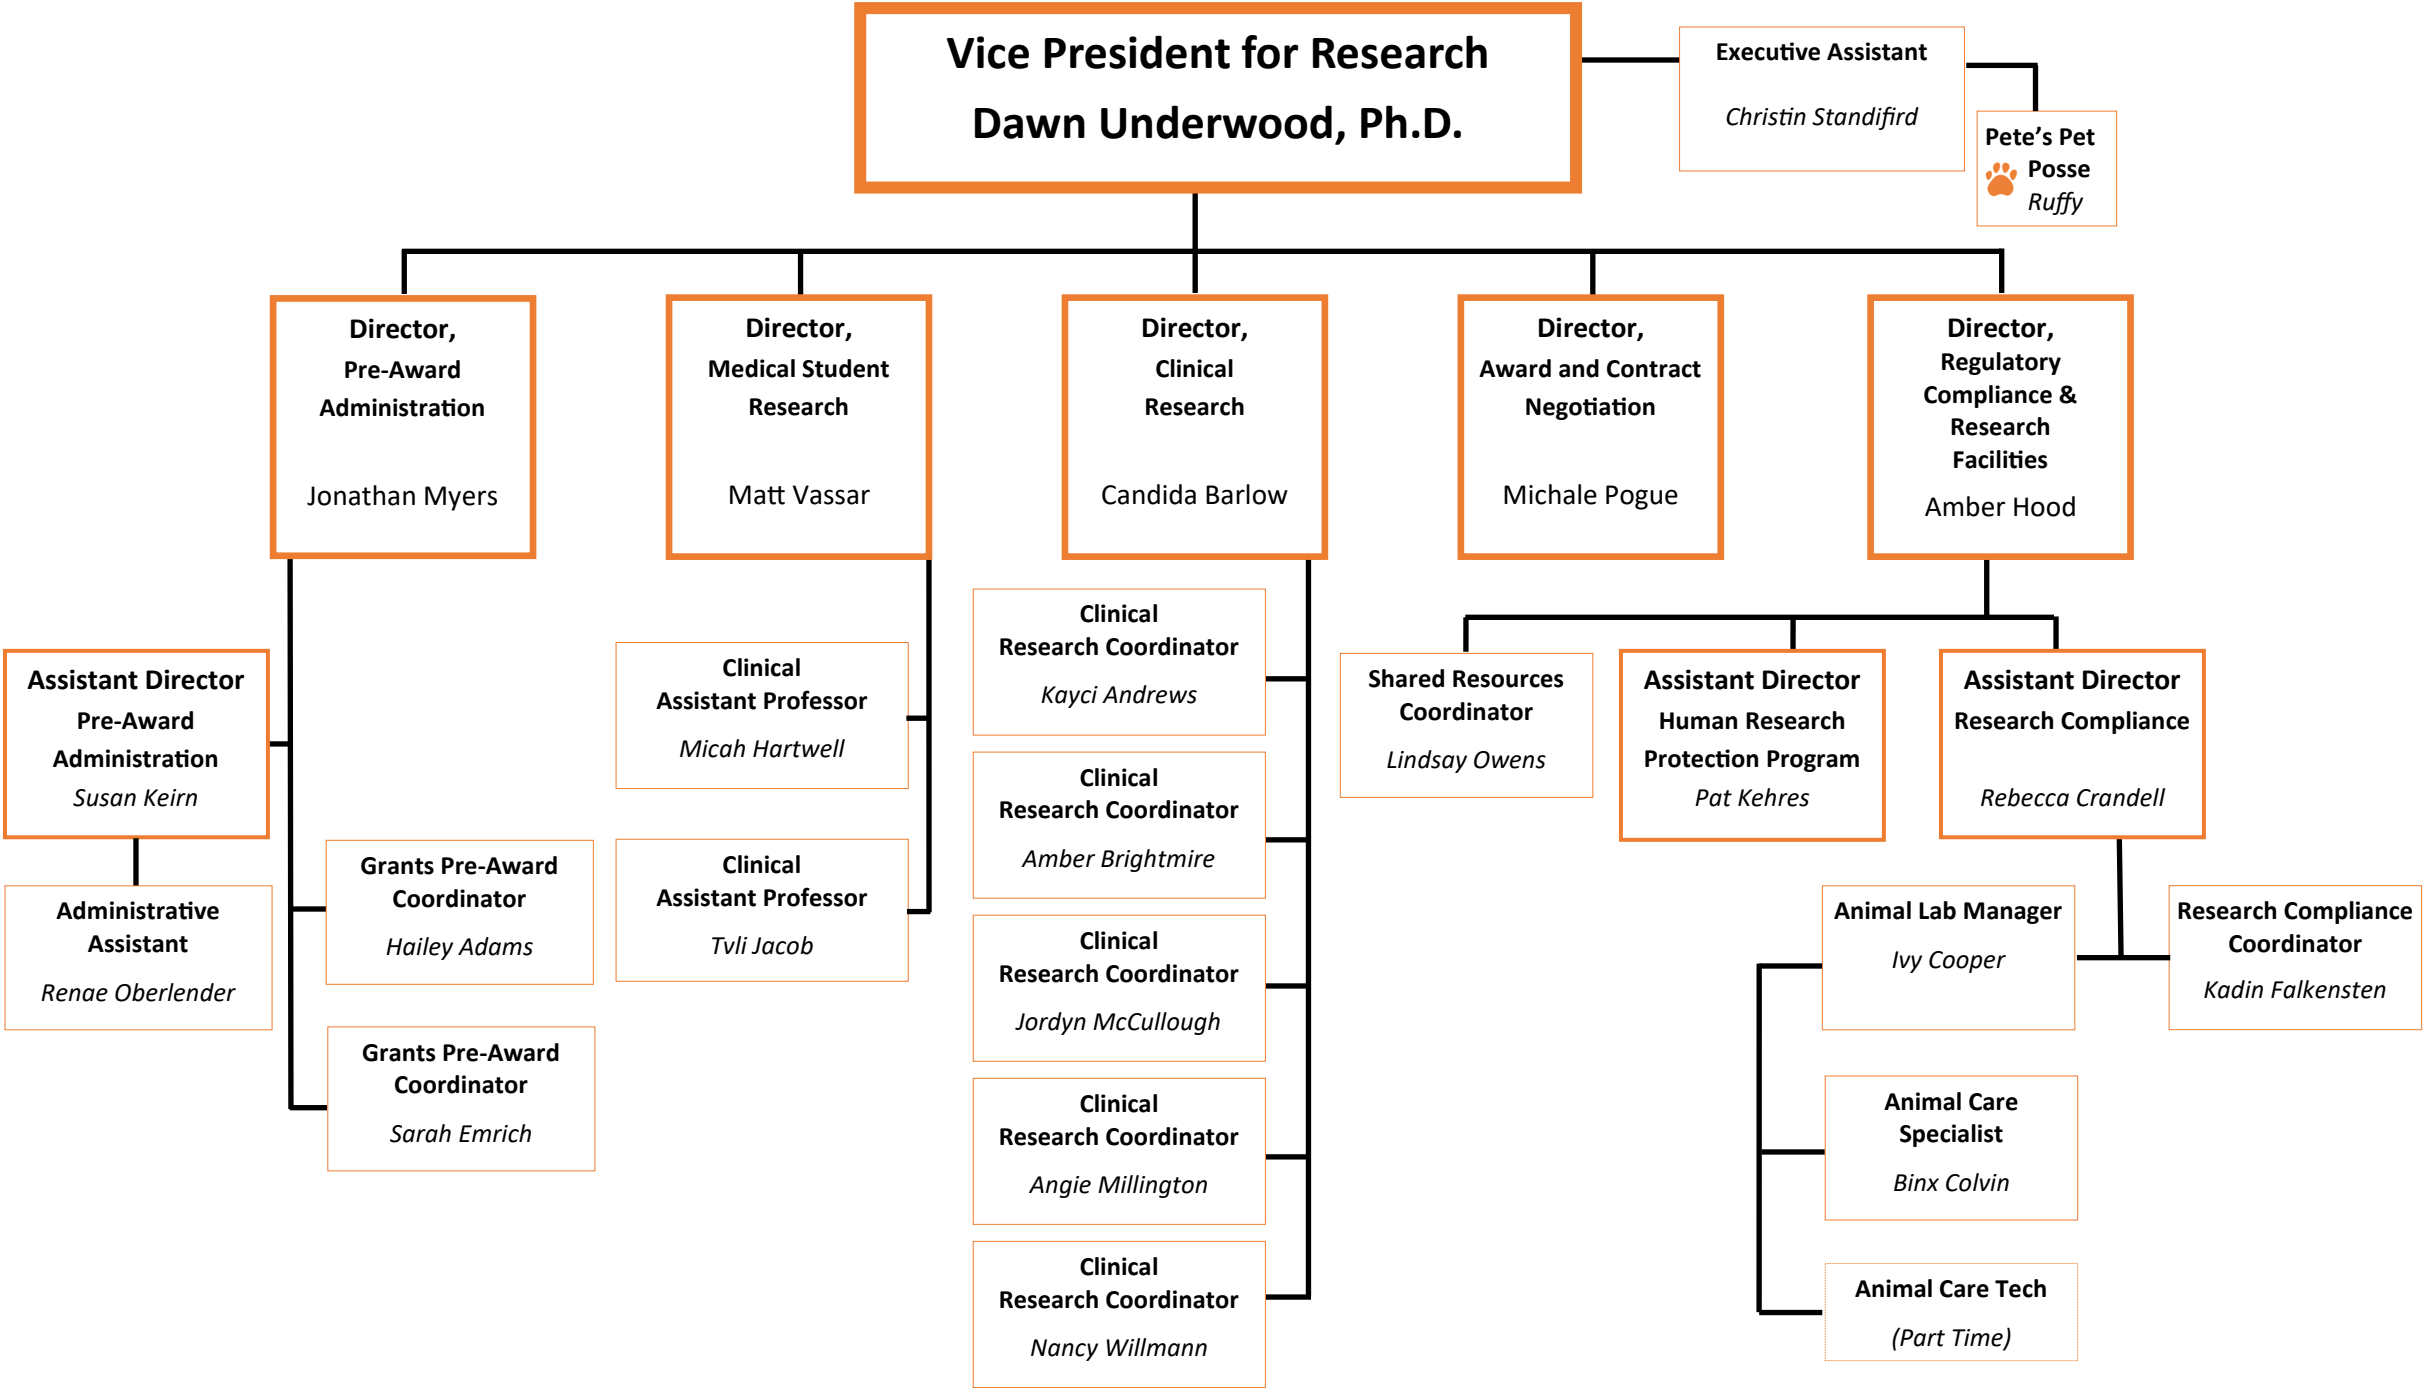 Vice President for Research
Dawn Underwood, Ph.D.
Executive Assistant
Christin Standifird
Pete's Pet
Posse
Ruffy
Director,
Pre-Award
Administration
Jonathan Myers
Director,
Medical Student
Research
Matt Vassar
Director,
Clinical
Research
Candida Barlow
Director,
Award and Contract
Negotiation
Michale Pogue
Director,
Regulatory
Compliance &
Research
Facilities
Amber Hood
Assistant Director
Pre-Award
Administration
Susan Keirn
Administrative
Assistant
Renae Oberlender
Grants Pre-Award
Coordinator
Hailey Adams
Grants Pre-Award
Coordinator
Sarah Emrich
Clinical
Assistant Professor
Micah Hartwell
Clinical
Assistant Professor
Tvli Jacob
Clinical
Research Coordinator
Kayci Andrews
Clinical
Research Coordinator
Amber Brightmire
Clinical
Research Coordinator
Jordyn McCullough
Clinical
Research Coordinator
Angie Millington
Clinical
Research Coordinator
Nancy Willmann
Shared Resources
Coordinator
Lindsay Owens
Assistant Director
Human Research
Protection Program
Pat Kehres
Assistant Director
Research Compliance
Rebecca Crandell
Animal Lab Manager
Ivy Cooper
Research Compliance
Coordinator
Kadin Falkensten
Animal Care
Specialist
Binx Colvin
Animal Care Tech
(Part Time)